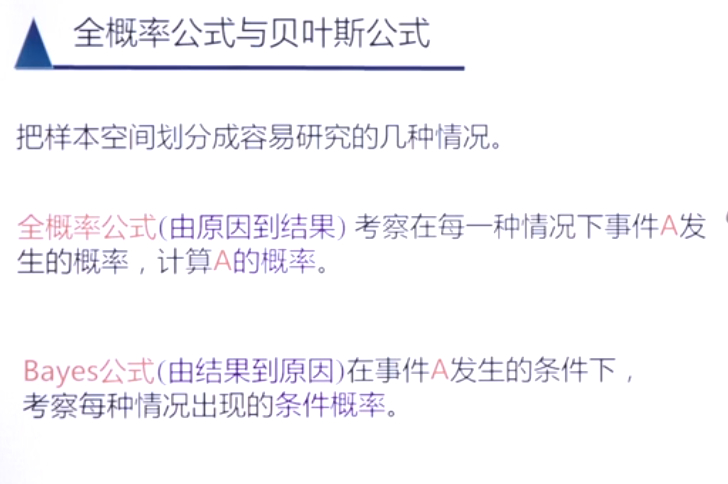 全概率公式与贝叶斯公式
把样本空间划分成容易研究的几种情况。
全概率公式(由原因到结果) 考察在每一种情况下事件A发
生的概率，计算A的概率。
Bayes公式(由结果到原因)在事件A发生的条件下，
考察每种情况出现的条件概率。